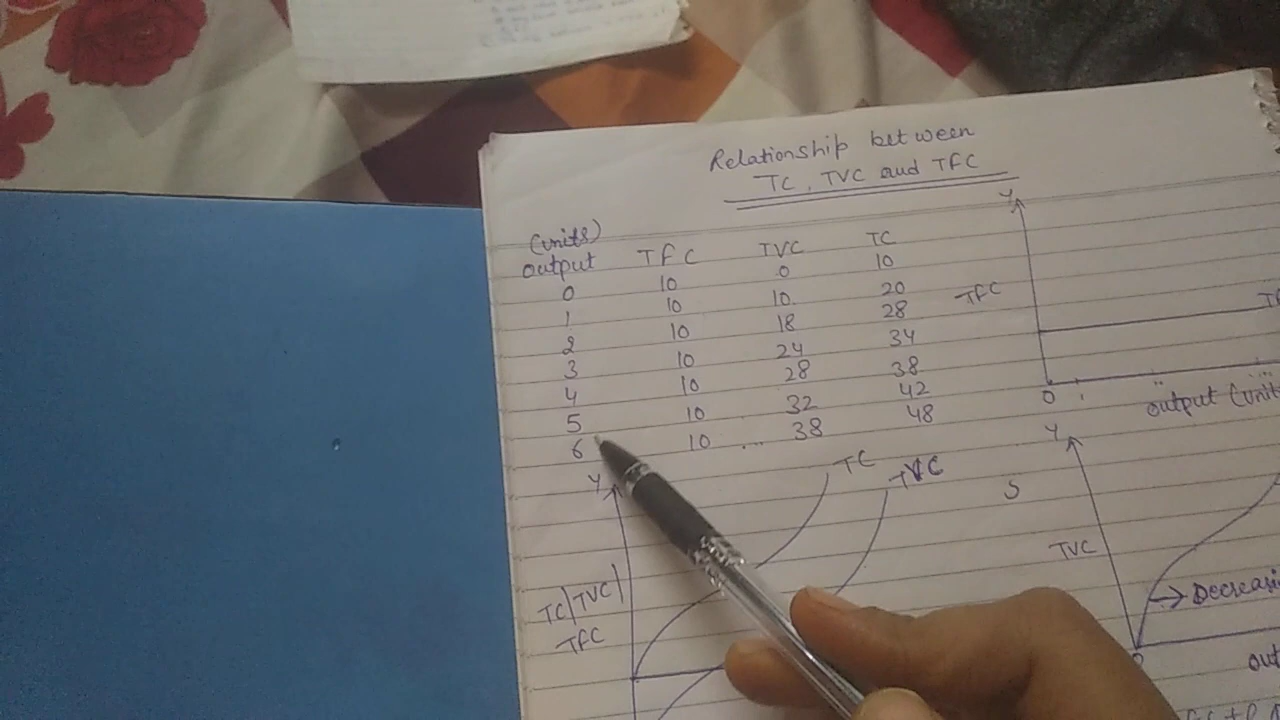 Relationship between
TC, TVC and TFC
(units)
output TFC TVC TC
0 10 0 10
1 10 10 20
2 10 18 28
3 10 24 34
4 10 28 38
5 10 32 42
6 10 38 48
Y
TFC
O
output (unit
Y
TC
TVC
TC/TVC/
TFC
Y
S
TVC
Decreasi
O
out